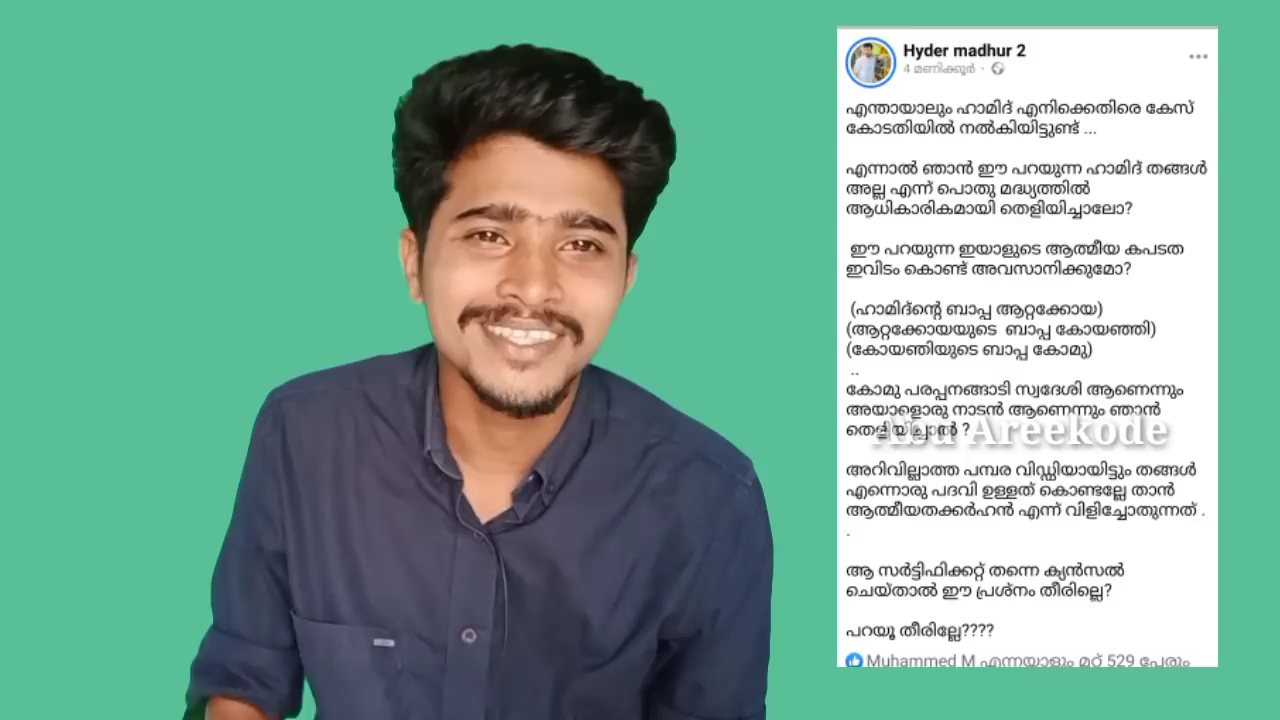 Hyder madhur 2
4 മണിക്കൂർ ·
എന്തായാലും ഹാമിദ് എനിക്കെതിരെ കേസ്
കോടതിയിൽ നൽകിയിട്ടുണ്ട് ...
എന്നാൽ ഞാൻ ഈ പറയുന്ന ഹാമിദ് തങ്ങൾ
അല്ല എന്ന് പൊതു മദ്ധ്യത്തിൽ
ആധികാരികമായി തെളിയിച്ചാലോ?
ഈ പറയുന്ന ഇയാളുടെ ആത്മീയ കപടത
ഇവിടം കൊണ്ട് അവസാനിക്കുമോ?
(ഹാമിദ്ന്റെ ബാപ്പ ആറ്റക്കോയ)
(ആറ്റക്കോയയുടെ ബാപ്പ കോയഞ്ഞി)
(കോയഞിയുടെ ബാപ്പ കോമു)
..
കോമു പരപ്പനങ്ങാടി സ്വദേശി ആണെന്നും
അയാളൊരു നാടൻ ആണെന്നും ഞാൻ
തെളിയിച്ചാൽ ?
Abu Areekode
അറിവില്ലാത്ത പമ്പര വിഡ്ഢിയായിട്ടും തങ്ങൾ
എന്നൊരു പദവി ഉള്ളത് കൊണ്ടല്ലേ താൻ
ആത്മീയതക്കർഹൻ എന്ന് വിളിച്ചോതുന്നത് .
.
ആ സർട്ടിഫിക്കറ്റ് തന്നെ ക്യൻസൽ
ചെയ്താൽ ഈ പ്രശ്നം തീരില്ലെ?
പറയൂ തീരില്ലേ????
Muhammed M എന്നയാളും മറ്റ് 529 പേരും